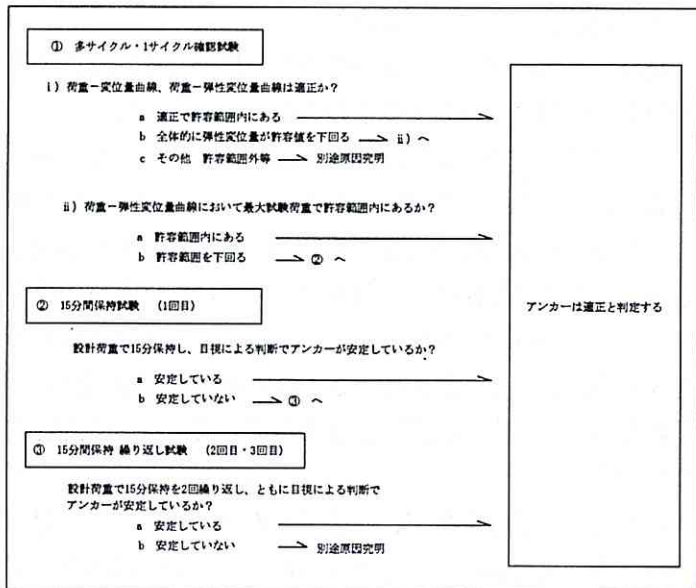 ① 多サイクル・1サイクル確認試験
i) 荷重－変位量曲線、荷重－弾性変位量曲線は適正か？
a 適正で許容範囲内にある
b 全体的に弾性変位量が許容値を下回る → ii) へ
c その他 許容範囲外等 → 別途原因究明
ii) 荷重－弾性変位量曲線において最大試験荷重で許容範囲内にあるか？
a 許容範囲内にある
b 許容範囲を下回る → ② へ
② 15分間保持試験 (1回目)
設計荷重で15分保持し、目視による判断でアンカーが安定しているか？
a 安定している
b 安定していない → ③ へ
③ 15分間保持 繰り返し試験 (2回目・3回目)
設計荷重で15分保持を2回繰り返し、ともに目視による判断で
アンカーが安定しているか？
a 安定している
b 安定していない → 別途原因究明
アンカーは適正と判定する